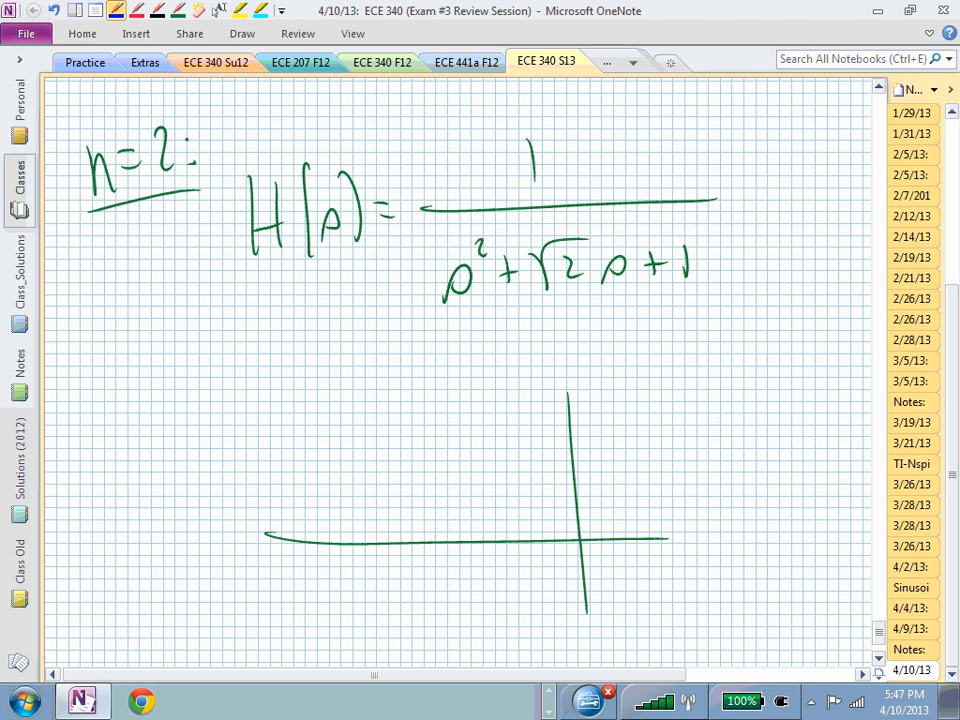 4/10/13: ECE 340 (Exam #3 Review Session) - Microsoft OneNote
File Home Insert Share Draw Review View
Practice Extras ECE 340 Su12 ECE 207 F12 ECE 340 F12 ECE 441a F12 ECE 340 S13 ... Search All Notebooks (Ctrl+E)
Personal
Classes
Class_Solutions
Notes
Solutions (2012)
Class Old
n=2:
H(s) = 1
s² + √2 s + 1
N...
1/29/13
1/31/13
2/5/13:
2/5/13:
2/7/201
2/12/13
2/14/13
2/19/13
2/21/13
2/26/13
2/26/13
2/28/13
3/5/13:
3/5/13:
Notes:
3/19/13
3/21/13
TI-Nspi
3/26/13
3/28/13
3/28/13
3/26/13
4/2/13:
Sinusoi
4/4/13:
4/9/13:
Notes:
4/10/13
100%
5:47 PM
4/10/2013